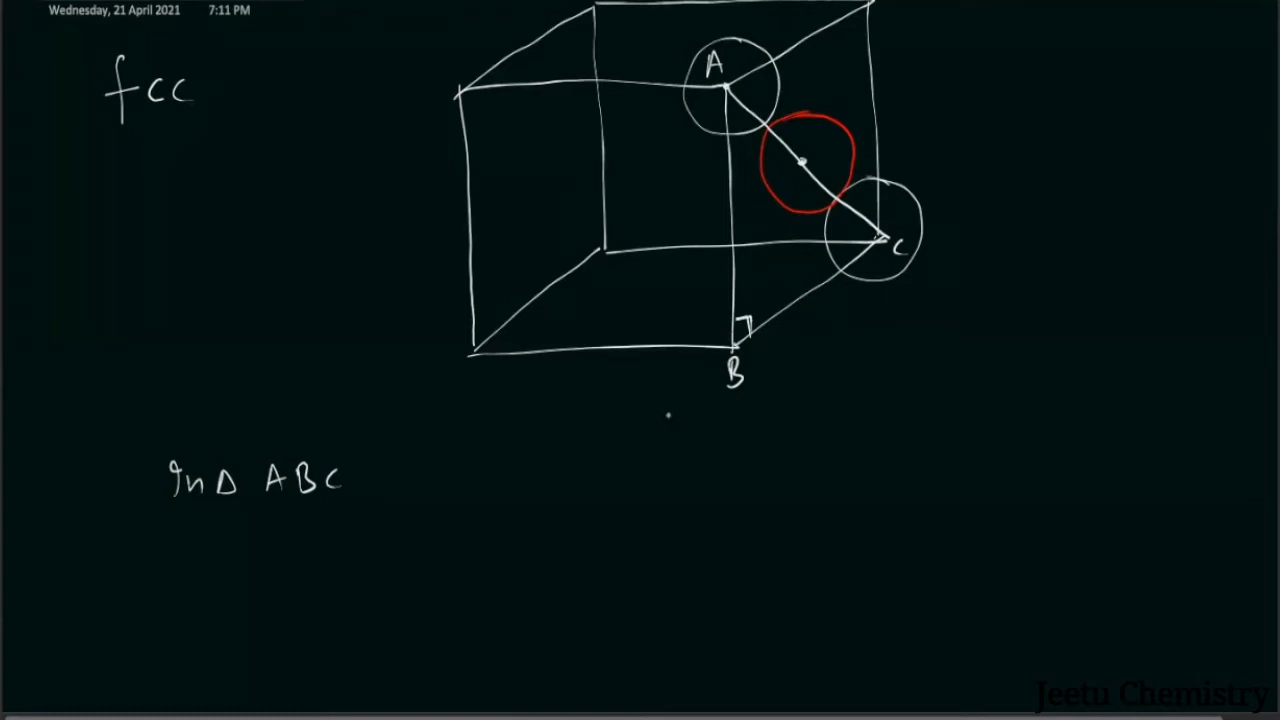 Wednesday, 21 April 2021 7:11 PM
fcc
A
C
B
In Δ ABC
Jeetu Chemistry